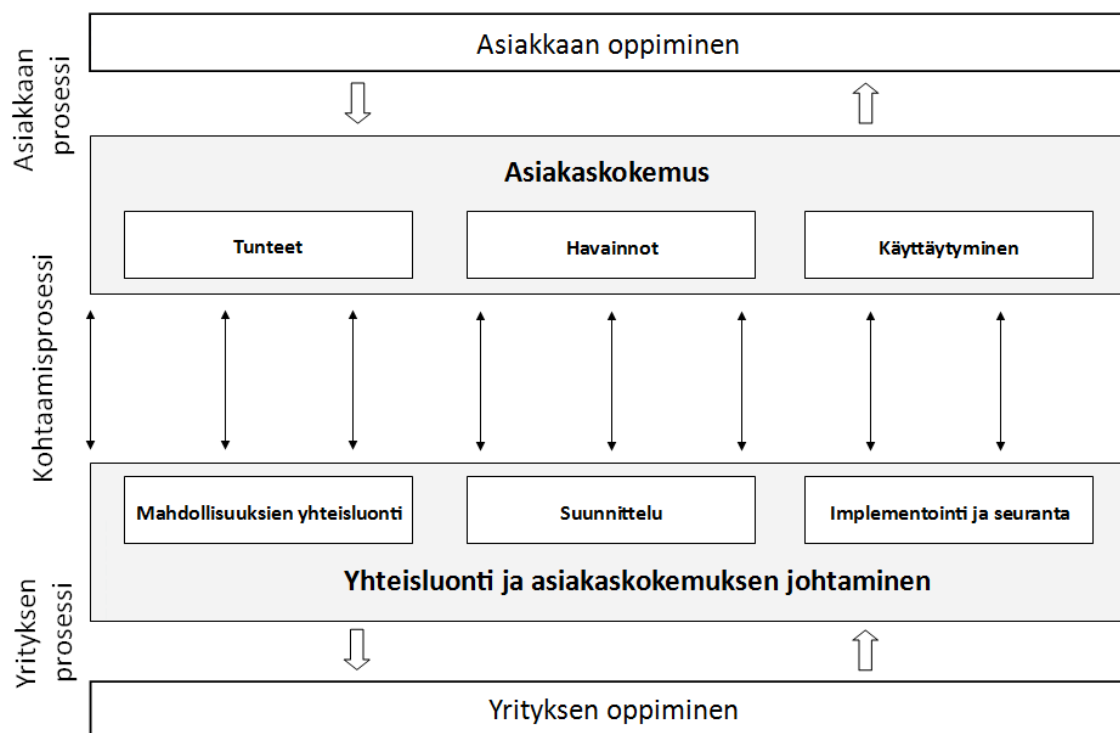 Asiakkaan
prosessi
Asiakkaan oppiminen
Asiakaskokemus
Tunteet
Havainnot
Käyttäytyminen
Kohtaamisprosessi
Mahdollisuuksien yhteisluonti
Suunnittelu
Implementointi ja seuranta
Yhteisluonti ja asiakaskokemuksen johtaminen
Yrityksen
prosessi
Yrityksen oppiminen